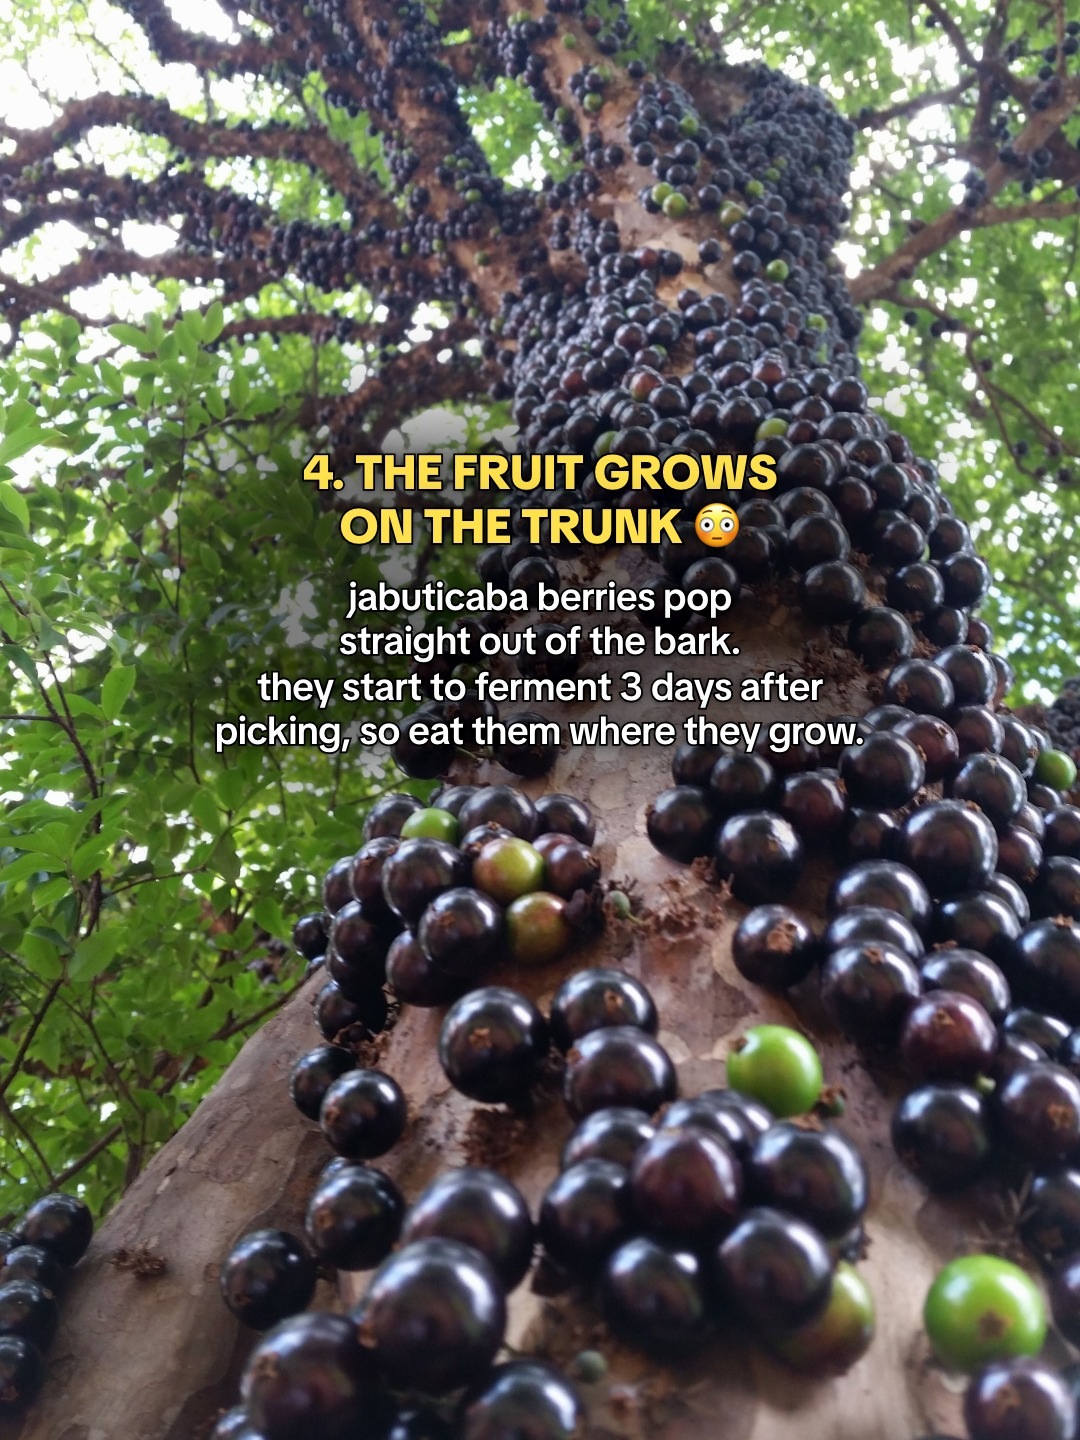 4. THE FRUIT GROWS
ON THE TRUNK 😳
jabuticaba berries pop
straight out of the bark.
they start to ferment 3 days after
picking, so eat them where they grow.